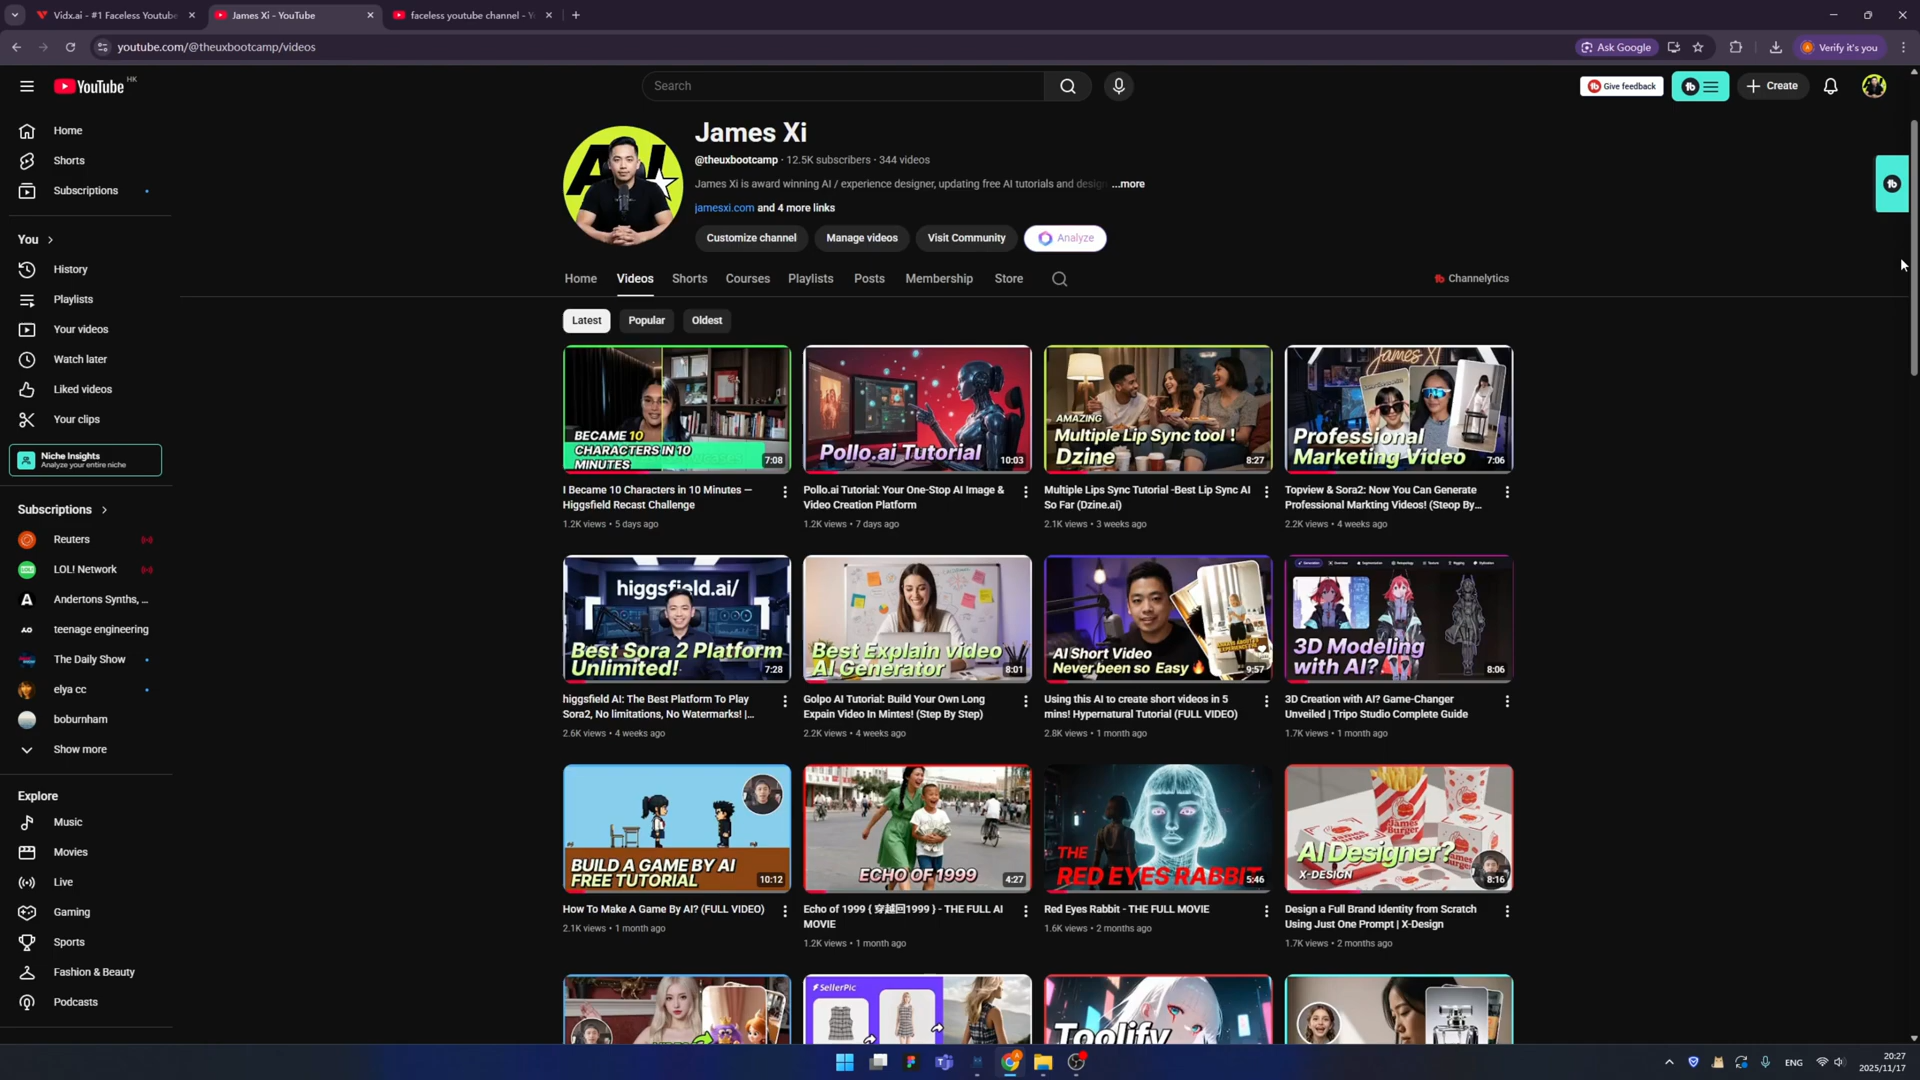 Vidx.ai - #1 Faceless Youtube
James Xi - YouTube
faceless youtube channel - Y
youtube.com/@theuxbootcamp/videos
Ask Google
Verify it's you
YouTube HK
Search
Give feedback
Create
Home
Shorts
Subscriptions
You
History
Playlists
Your videos
Watch later
Liked videos
Your clips
Niche Insights
Analyze your entire niche
Subscriptions
Reuters
LOL! Network
Andertons Synths, ...
teenage engineering
The Daily Show
elya cc
boburnham
Show more
Explore
Music
Movies
Live
Gaming
Sports
Fashion & Beauty
Podcasts
AI
James Xi
@theuxbootcamp • 12.5K subscribers • 344 videos
James Xi is award winning AI / experience designer, updating free AI tutorials and design ...more
jamesxi.com and 4 more links
Customize channel
Manage videos
Visit Community
Analyze
Home
Videos
Shorts
Courses
Playlists
Posts
Membership
Store
Channelytics
Latest
Popular
Oldest
BECAME 10
CHARACTERS IN 10
MINUTES
7:08
I Became 10 Characters in 10 Minutes —
Higgsfield Recast Challenge
1.2K views • 5 days ago
Pollo.ai Tutorial
10:03
Pollo.ai Tutorial: Your One-Stop AI Image &
Video Creation Platform
1.2K views • 7 days ago
AMAZING
Multiple Lip Sync tool !
Dzine
8:27
Multiple Lips Sync Tutorial -Best Lip Sync AI
So Far (Dzine.ai)
2.1K views • 3 weeks ago
James XI
Professional
Marketing Video
7:06
Topview & Sora2: Now You Can Generate
Professional Markting Videos! (Steop By...
2.2K views • 4 weeks ago
higgsfield.ai/
Best Sora 2 Platform
Unlimited!
7:28
higgsfield AI: The Best Platform To Play
Sora2, No limitations, No Watermarks! |...
2.6K views • 4 weeks ago
Best Explain video
AI Generator
8:01
Golpo AI Tutorial: Build Your Own Long
Expain Video In Mintes! (Step By Step)
2.2K views • 4 weeks ago
AI Short Video
Never been so Easy
9:57
Using this AI to create short videos in 5
mins! Hypernatural Tutorial (FULL VIDEO)
2.8K views • 1 month ago
3D Modeling
with AI?
8:06
3D Creation with AI? Game-Changer
Unveiled | Tripo Studio Complete Guide
1.7K views • 1 month ago
BUILD A GAME BY AI
FREE TUTORIAL
10:12
How To Make A Game By AI? (FULL VIDEO)
2.1K views • 1 month ago
ECHO OF 1999
4:27
Echo of 1999 { 穿越回1999 } - THE FULL AI
MOVIE
1.2K views • 1 month ago
THE
RED EYES RABBIT
5:46
Red Eyes Rabbit - THE FULL MOVIE
1.6K views • 2 months ago
James
Burger
AI Designer?
X-DESIGN
8:16
Design a Full Brand Identity from Scratch
Using Just One Prompt | X-Design
1.7K views • 2 months ago
SellerPic
Toolify
ENG
20:27
2025/11/17